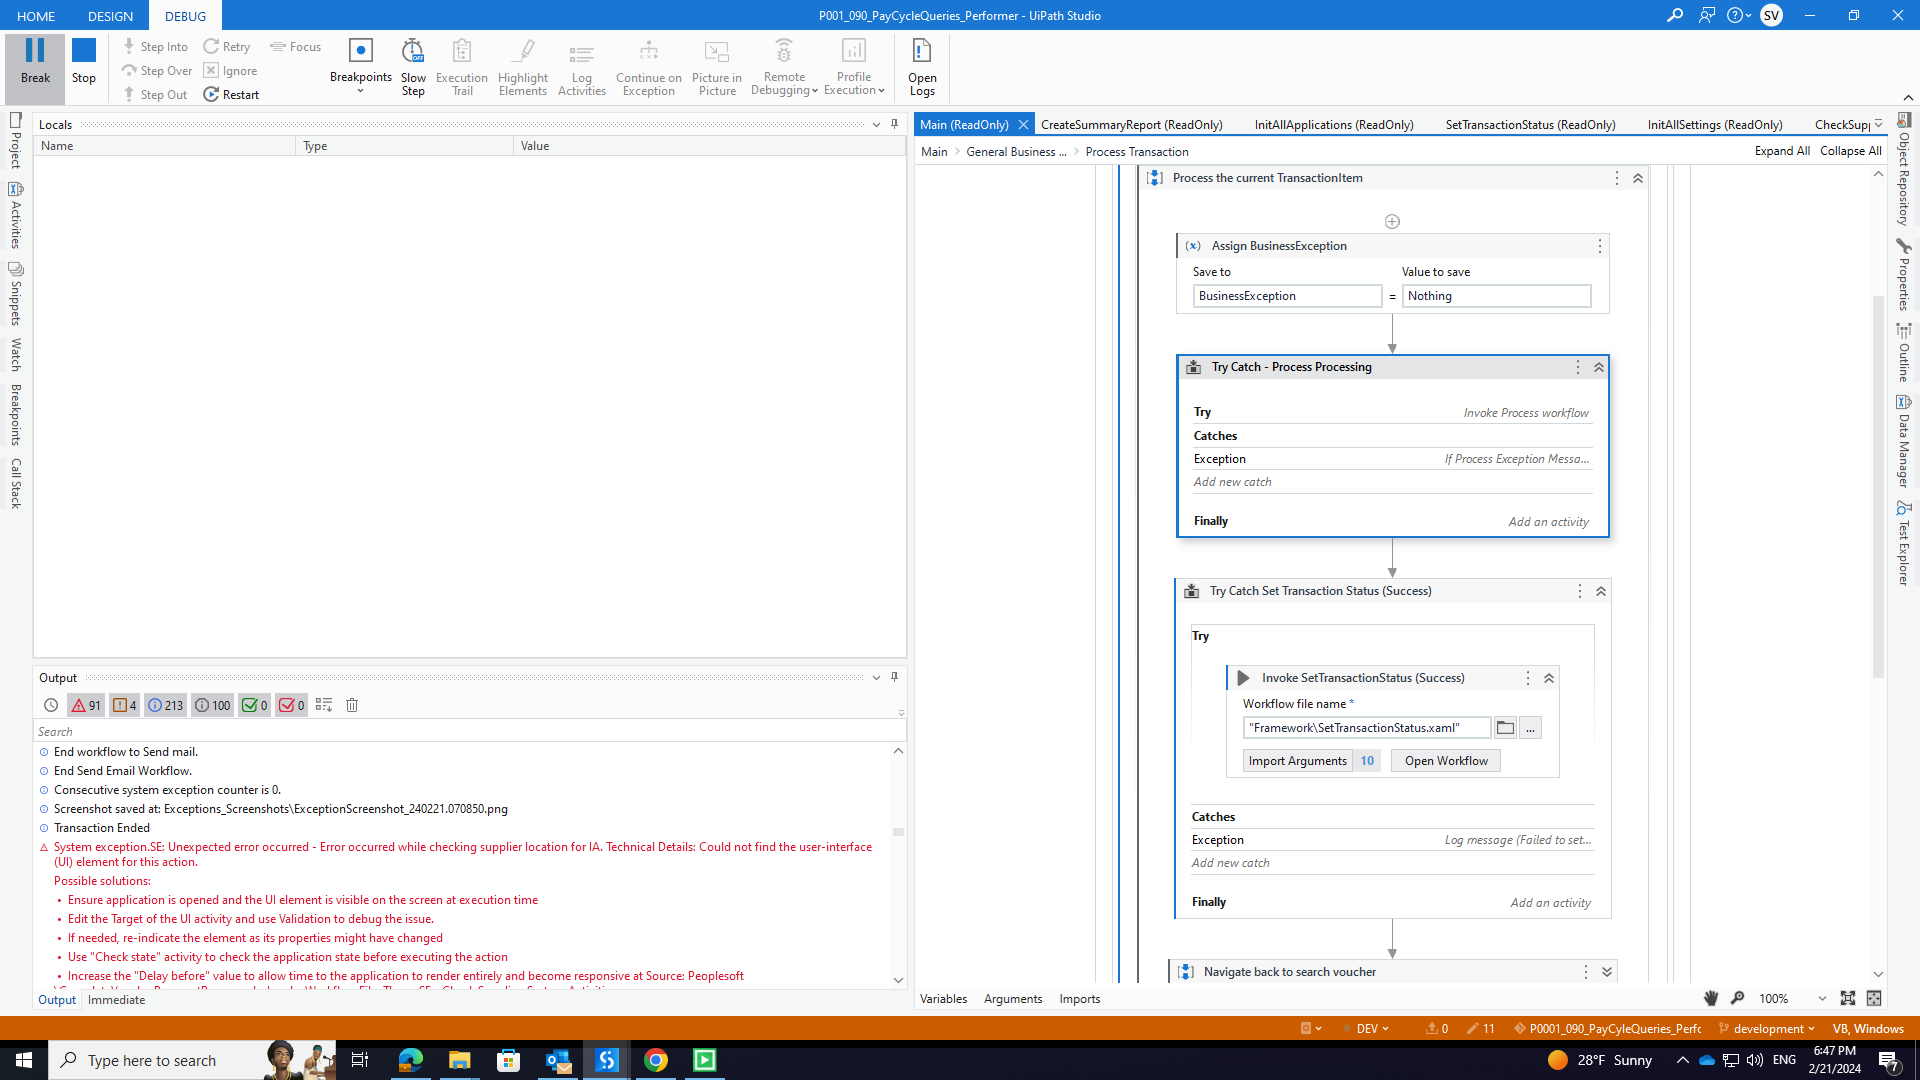 HOME
DESIGN
DEBUG
P001_090_PayCycleQueries_Performer - UiPath Studio
SV
Break
Stop
Step Into
Step Over
Step Out
Retry
Ignore
Restart
Focus
Breakpoints
Slow Step
Execution Trail
Highlight Elements
Log Activities
Continue on Exception
Picture in Picture
Remote Debugging
Profile Execution
Open Logs
Project
Activities
Snippets
Watch
Breakpoints
Call Stack
Locals
Name
Type
Value
Output
91
4
213
100
0
0
Search
End workflow to Send mail.
End Send Email Workflow.
Consecutive system exception counter is 0.
Screenshot saved at: Exceptions_Screenshots\ExceptionScreenshot_240221.070850.png
Transaction Ended
System exception.SE: Unexpected error occurred - Error occurred while checking supplier location for IA. Technical Details: Could not find the user-interface
(UI) element for this action.
Possible solutions:
• Ensure application is opened and the UI element is visible on the screen at execution time
• Edit the Target of the UI activity and use Validation to debug the issue.
• If needed, re-indicate the element as its properties might have changed
• Use "Check state" activity to check the application state before executing the action
• Increase the "Delay before" value to allow time to the application to render entirely and become responsive at Source: Peoplesoft
Output
Immediate
Main (ReadOnly)
CreateSummaryReport (ReadOnly)
InitAllApplications (ReadOnly)
SetTransactionStatus (ReadOnly)
InitAllSettings (ReadOnly)
CheckSupp
Main
General Business ...
Process Transaction
Expand All
Collapse All
Process the current TransactionItem
Assign BusinessException
Save to
Value to save
BusinessException
=
Nothing
Try Catch - Process Processing
Try
Invoke Process workflow
Catches
Exception
If Process Exception Messa...
Add new catch
Finally
Add an activity
Try Catch Set Transaction Status (Success)
Try
Invoke SetTransactionStatus (Success)
Workflow file name *
"Framework\SetTransactionStatus.xaml"
...
Import Arguments
10
Open Workflow
Catches
Exception
Log message (Failed to set...
Add new catch
Finally
Add an activity
Navigate back to search voucher
Variables
Arguments
Imports
100%
Object Repository
Properties
Outline
Data Manager
Test Explorer
DEV
0
11
P0001_090_PayCyleQueries_Perfc
development
VB, Windows
Type here to search
28°F Sunny
ENG
6:47 PM
2/21/2024
7